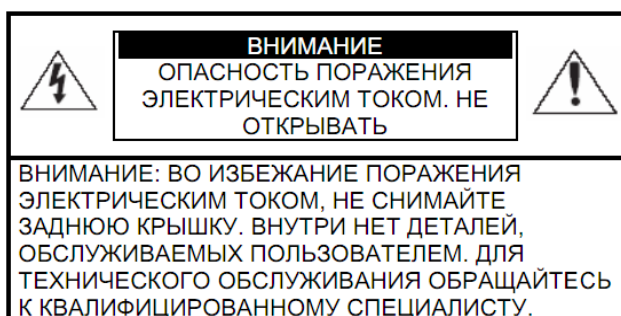 ВНИМАНИЕ
ОПАСНОСТЬ ПОРАЖЕНИЯ
ЭЛЕКТРИЧЕСКИМ ТОКОМ. НЕ
ОТКРЫВАТЬ
ВНИМАНИЕ: ВО ИЗБЕЖАНИЕ ПОРАЖЕНИЯ
ЭЛЕКТРИЧЕСКИМ ТОКОМ, НЕ СНИМАЙТЕ
ЗАДНЮЮ КРЫШКУ. ВНУТРИ НЕТ ДЕТАЛЕЙ,
ОБСЛУЖИВАЕМЫХ ПОЛЬЗОВАТЕЛЕМ. ДЛЯ
ТЕХНИЧЕСКОГО ОБСЛУЖИВАНИЯ ОБРАЩАЙТЕСЬ
К КВАЛИФИЦИРОВАННОМУ СПЕЦИАЛИСТУ.